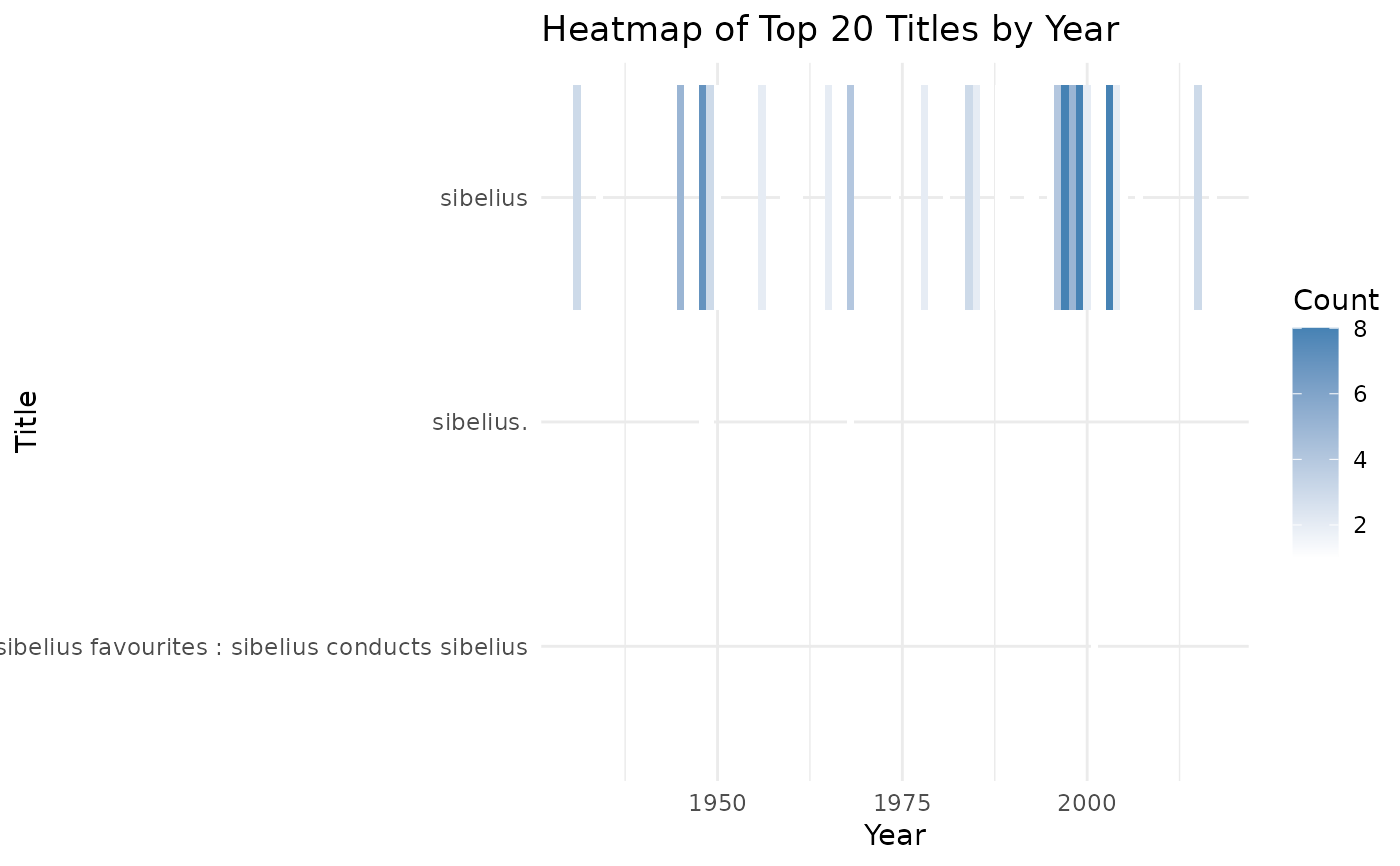 Heatmap of Top 20 Titles by Year
sibelius
sibelius.
sibelius favourites : sibelius conducts sibelius
Title
1950
1975
2000
Year
Count
8
6
4
2